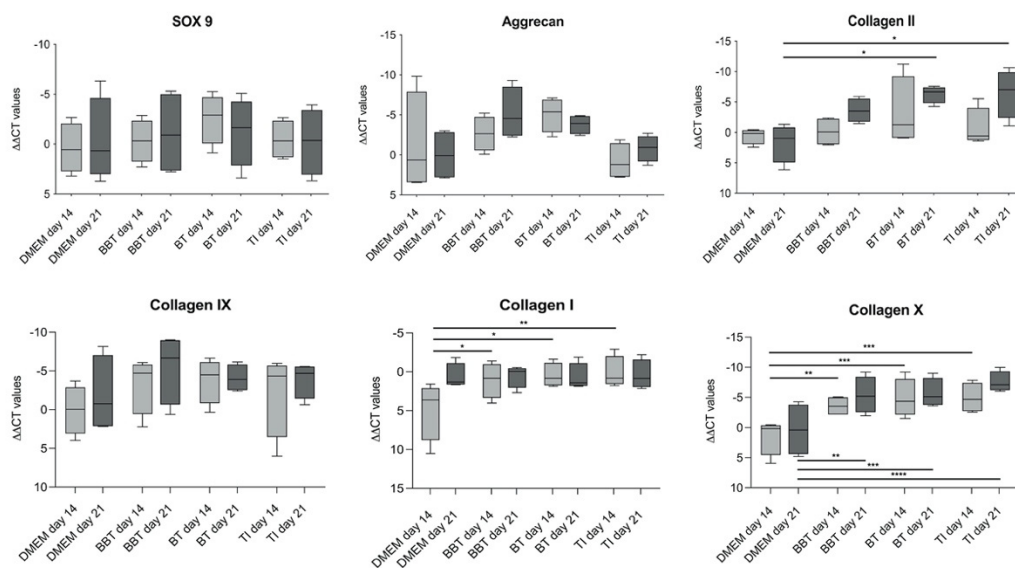 SOX 9
ΔΔCT values
-10
-5
0
5
DMEM day 14
DMEM day 21
BBT day 14
BBT day 21
BT day 14
BT day 21
TI day 14
TI day 21
Aggrecan
ΔΔCT values
-15
-10
-5
0
5
DMEM day 14
DMEM day 21
BBT day 14
BBT day 21
BT day 14
BT day 21
TI day 14
TI day 21
Collagen II
ΔΔCT values
-15
-10
-5
0
5
10
*
*
DMEM day 14
DMEM day 21
BBT day 14
BBT day 21
BT day 14
BT day 21
TI day 14
TI day 21
Collagen IX
ΔΔCT values
-10
-5
0
5
10
DMEM day 14
DMEM day 21
BBT day 14
BBT day 21
BT day 14
BT day 21
TI day 14
TI day 21
Collagen I
ΔΔCT values
-5
0
5
10
15
**
*
*
DMEM day 14
DMEM day 21
BBT day 14
BBT day 21
BT day 14
BT day 21
TI day 14
TI day 21
Collagen X
ΔΔCT values
-15
-10
-5
0
5
10
***
***
**
**
***
****
DMEM day 14
DMEM day 21
BBT day 14
BBT day 21
BT day 14
BT day 21
TI day 14
TI day 21